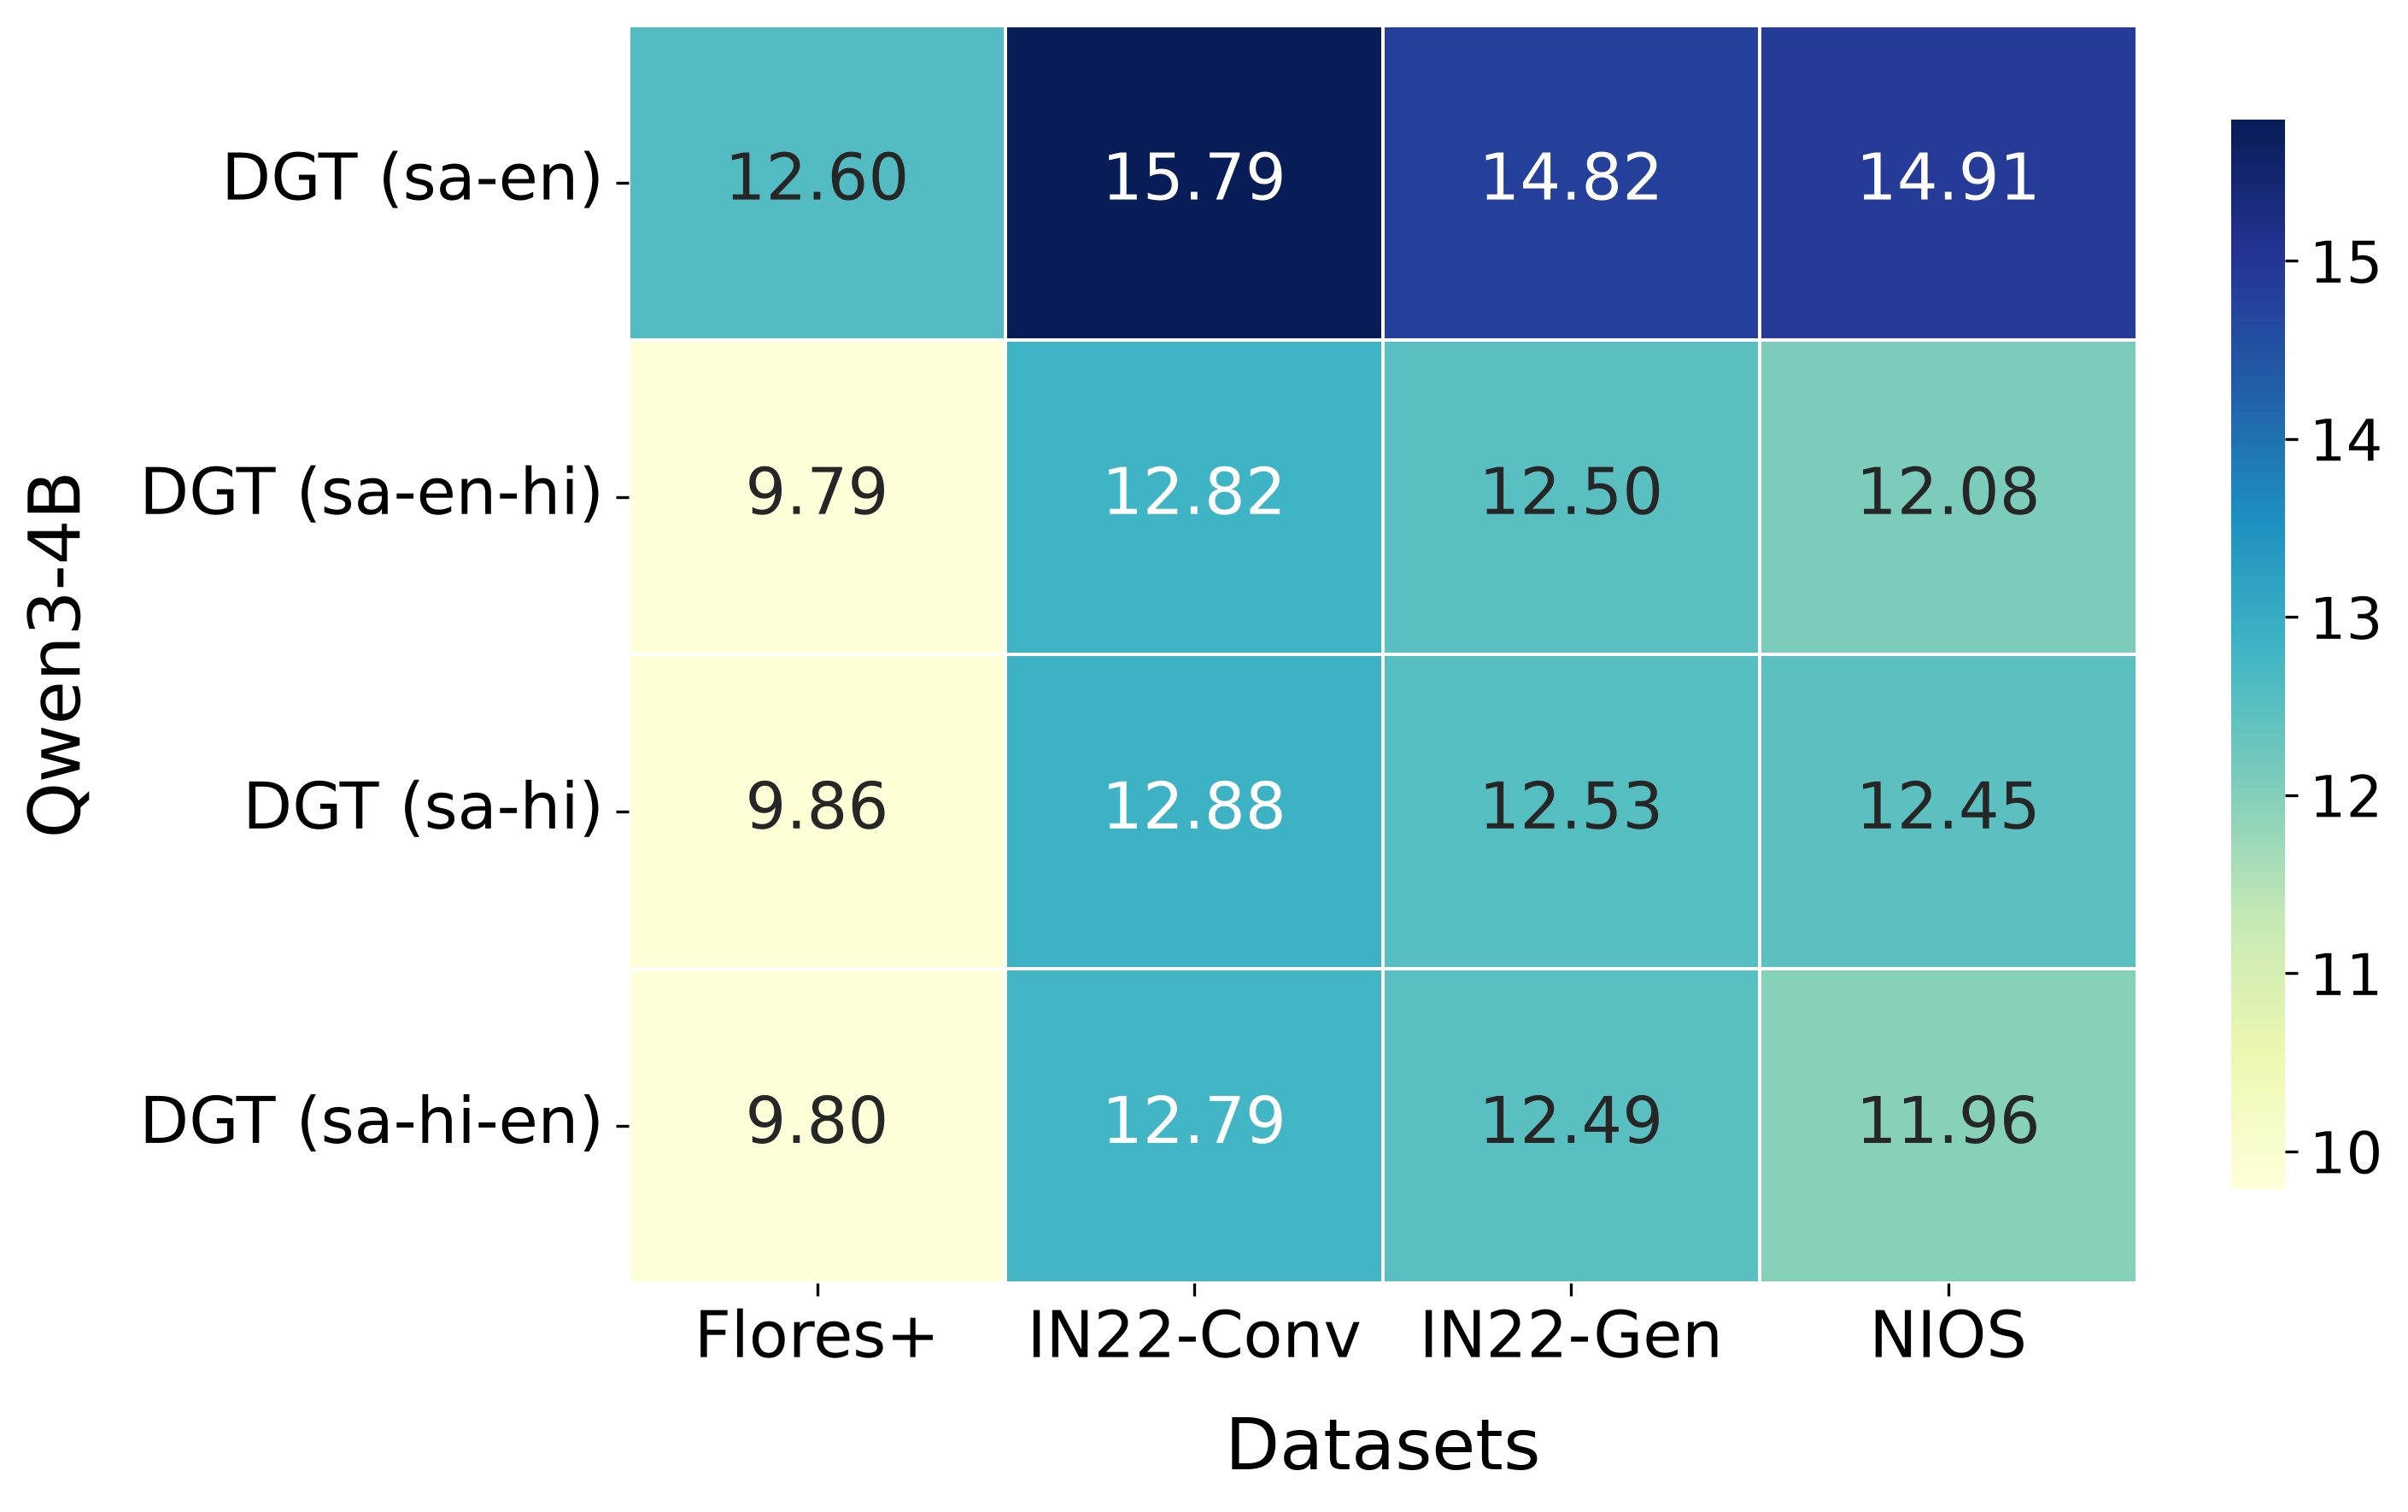 DGT (sa-en) 12.60 15.79 14.82 14.91
DGT (sa-en-hi) 9.79 12.82 12.50 12.08
DGT (sa-hi) 9.86 12.88 12.53 12.45
DGT (sa-hi-en) 9.80 12.79 12.49 11.96
Flores+ IN22-Conv IN22-Gen NIOS
Datasets
Qwen3-4B
15
14
13
12
11
10